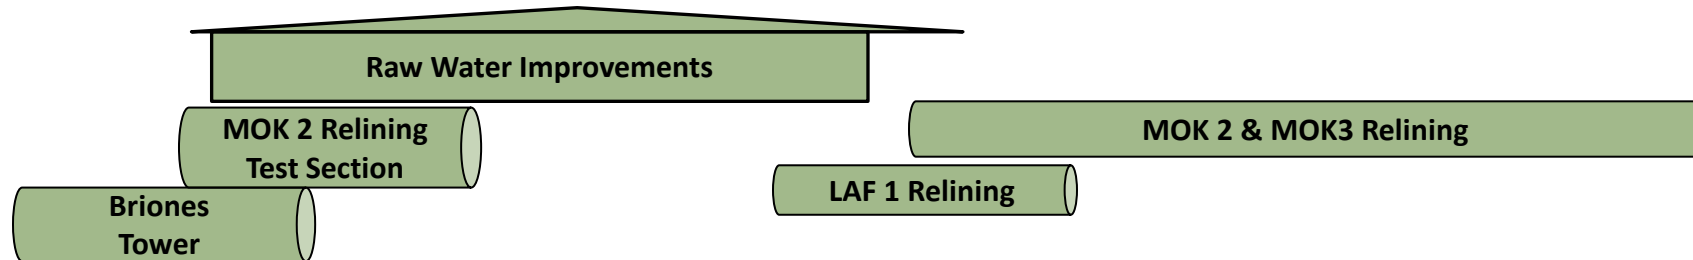 Raw Water Improvements
MOK 2 Relining
Test Section
MOK 2 & MOK3 Relining
LAF 1 Relining
Briones
Tower